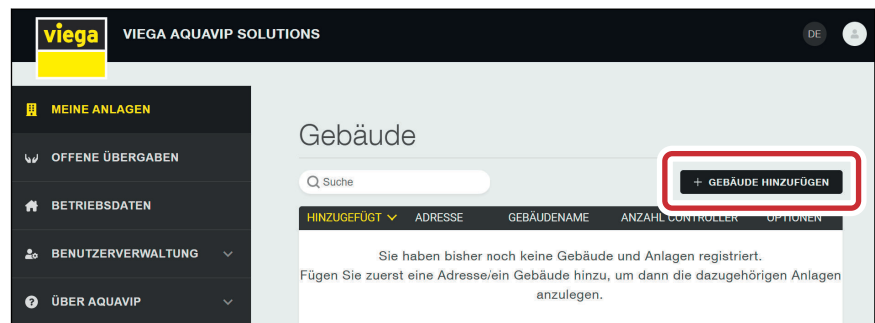 viega
VIEGA AQUAVIP SOLUTIONS
DE
MEINE ANLAGEN
OFFENE ÜBERGABEN
BETRIEBSDATEN
BENUTZERVERWALTUNG
ÜBER AQUAVIP
Gebäude
Suche
+ GEBÄUDE HINZUFÜGEN
HINZUGEFÜGT ADRESSE GEBÄUDENAME ANZAHL CONTROLLER OPTIONEN
Sie haben bisher noch keine Gebäude und Anlagen registriert.
Fügen Sie zuerst eine Adresse/ein Gebäude hinzu, um dann die dazugehörigen Anlagen
anzulegen.